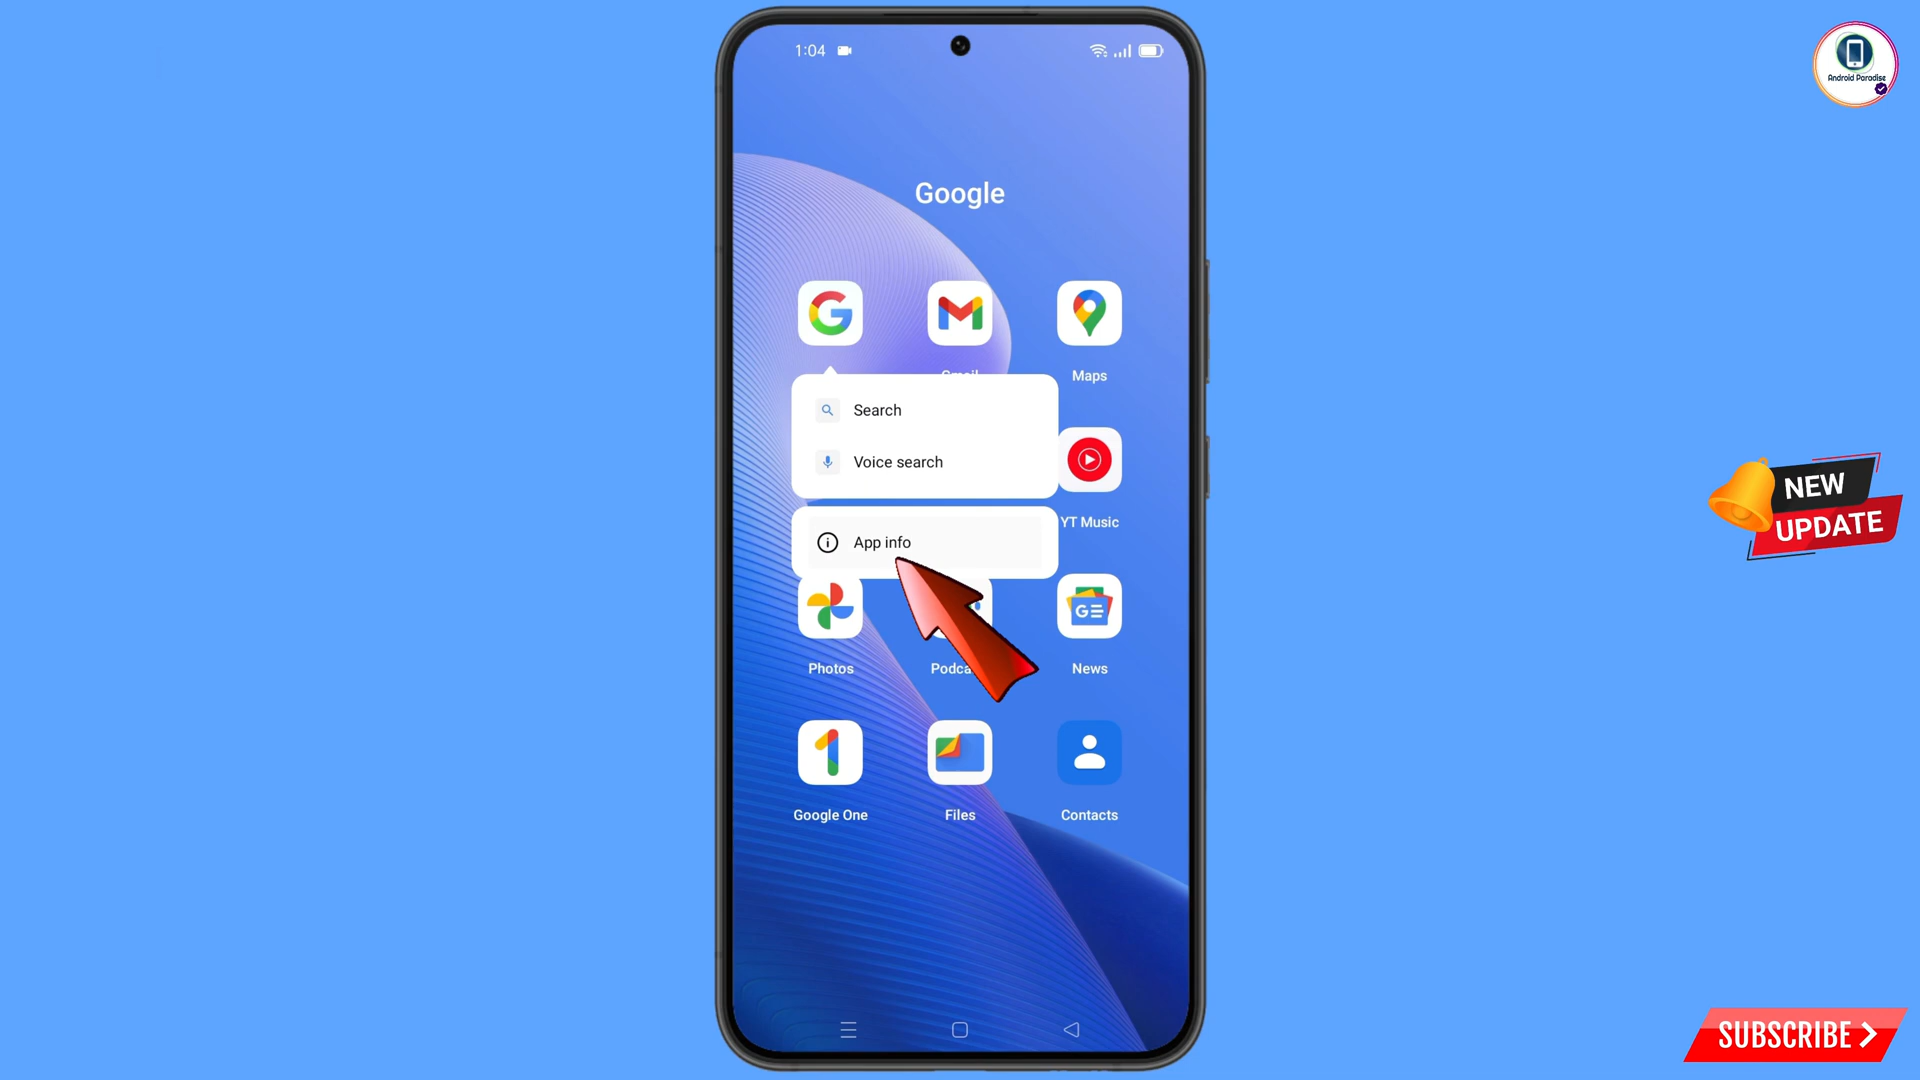 1:04
Android Paradise
Google
Maps
Search
Voice search
YT Music
App info
Photos
News
Google One
Files
Contacts
NEW
UPDATE
SUBSCRIBE